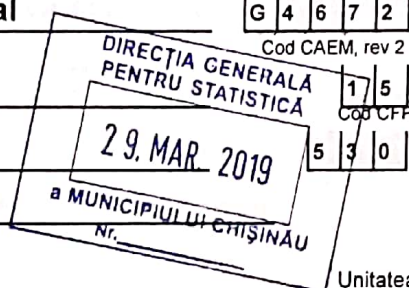 al
G 4 6 7 2
Cod CAEM, rev 2
DIRECȚIA GENERALĂ
PENTRU STATISTICĂ
1 5
Cod CFP
29. MAR. 2019
5 3 0
a MUNICIPIULUI CHIȘINĂU
Nr.
Unitatea